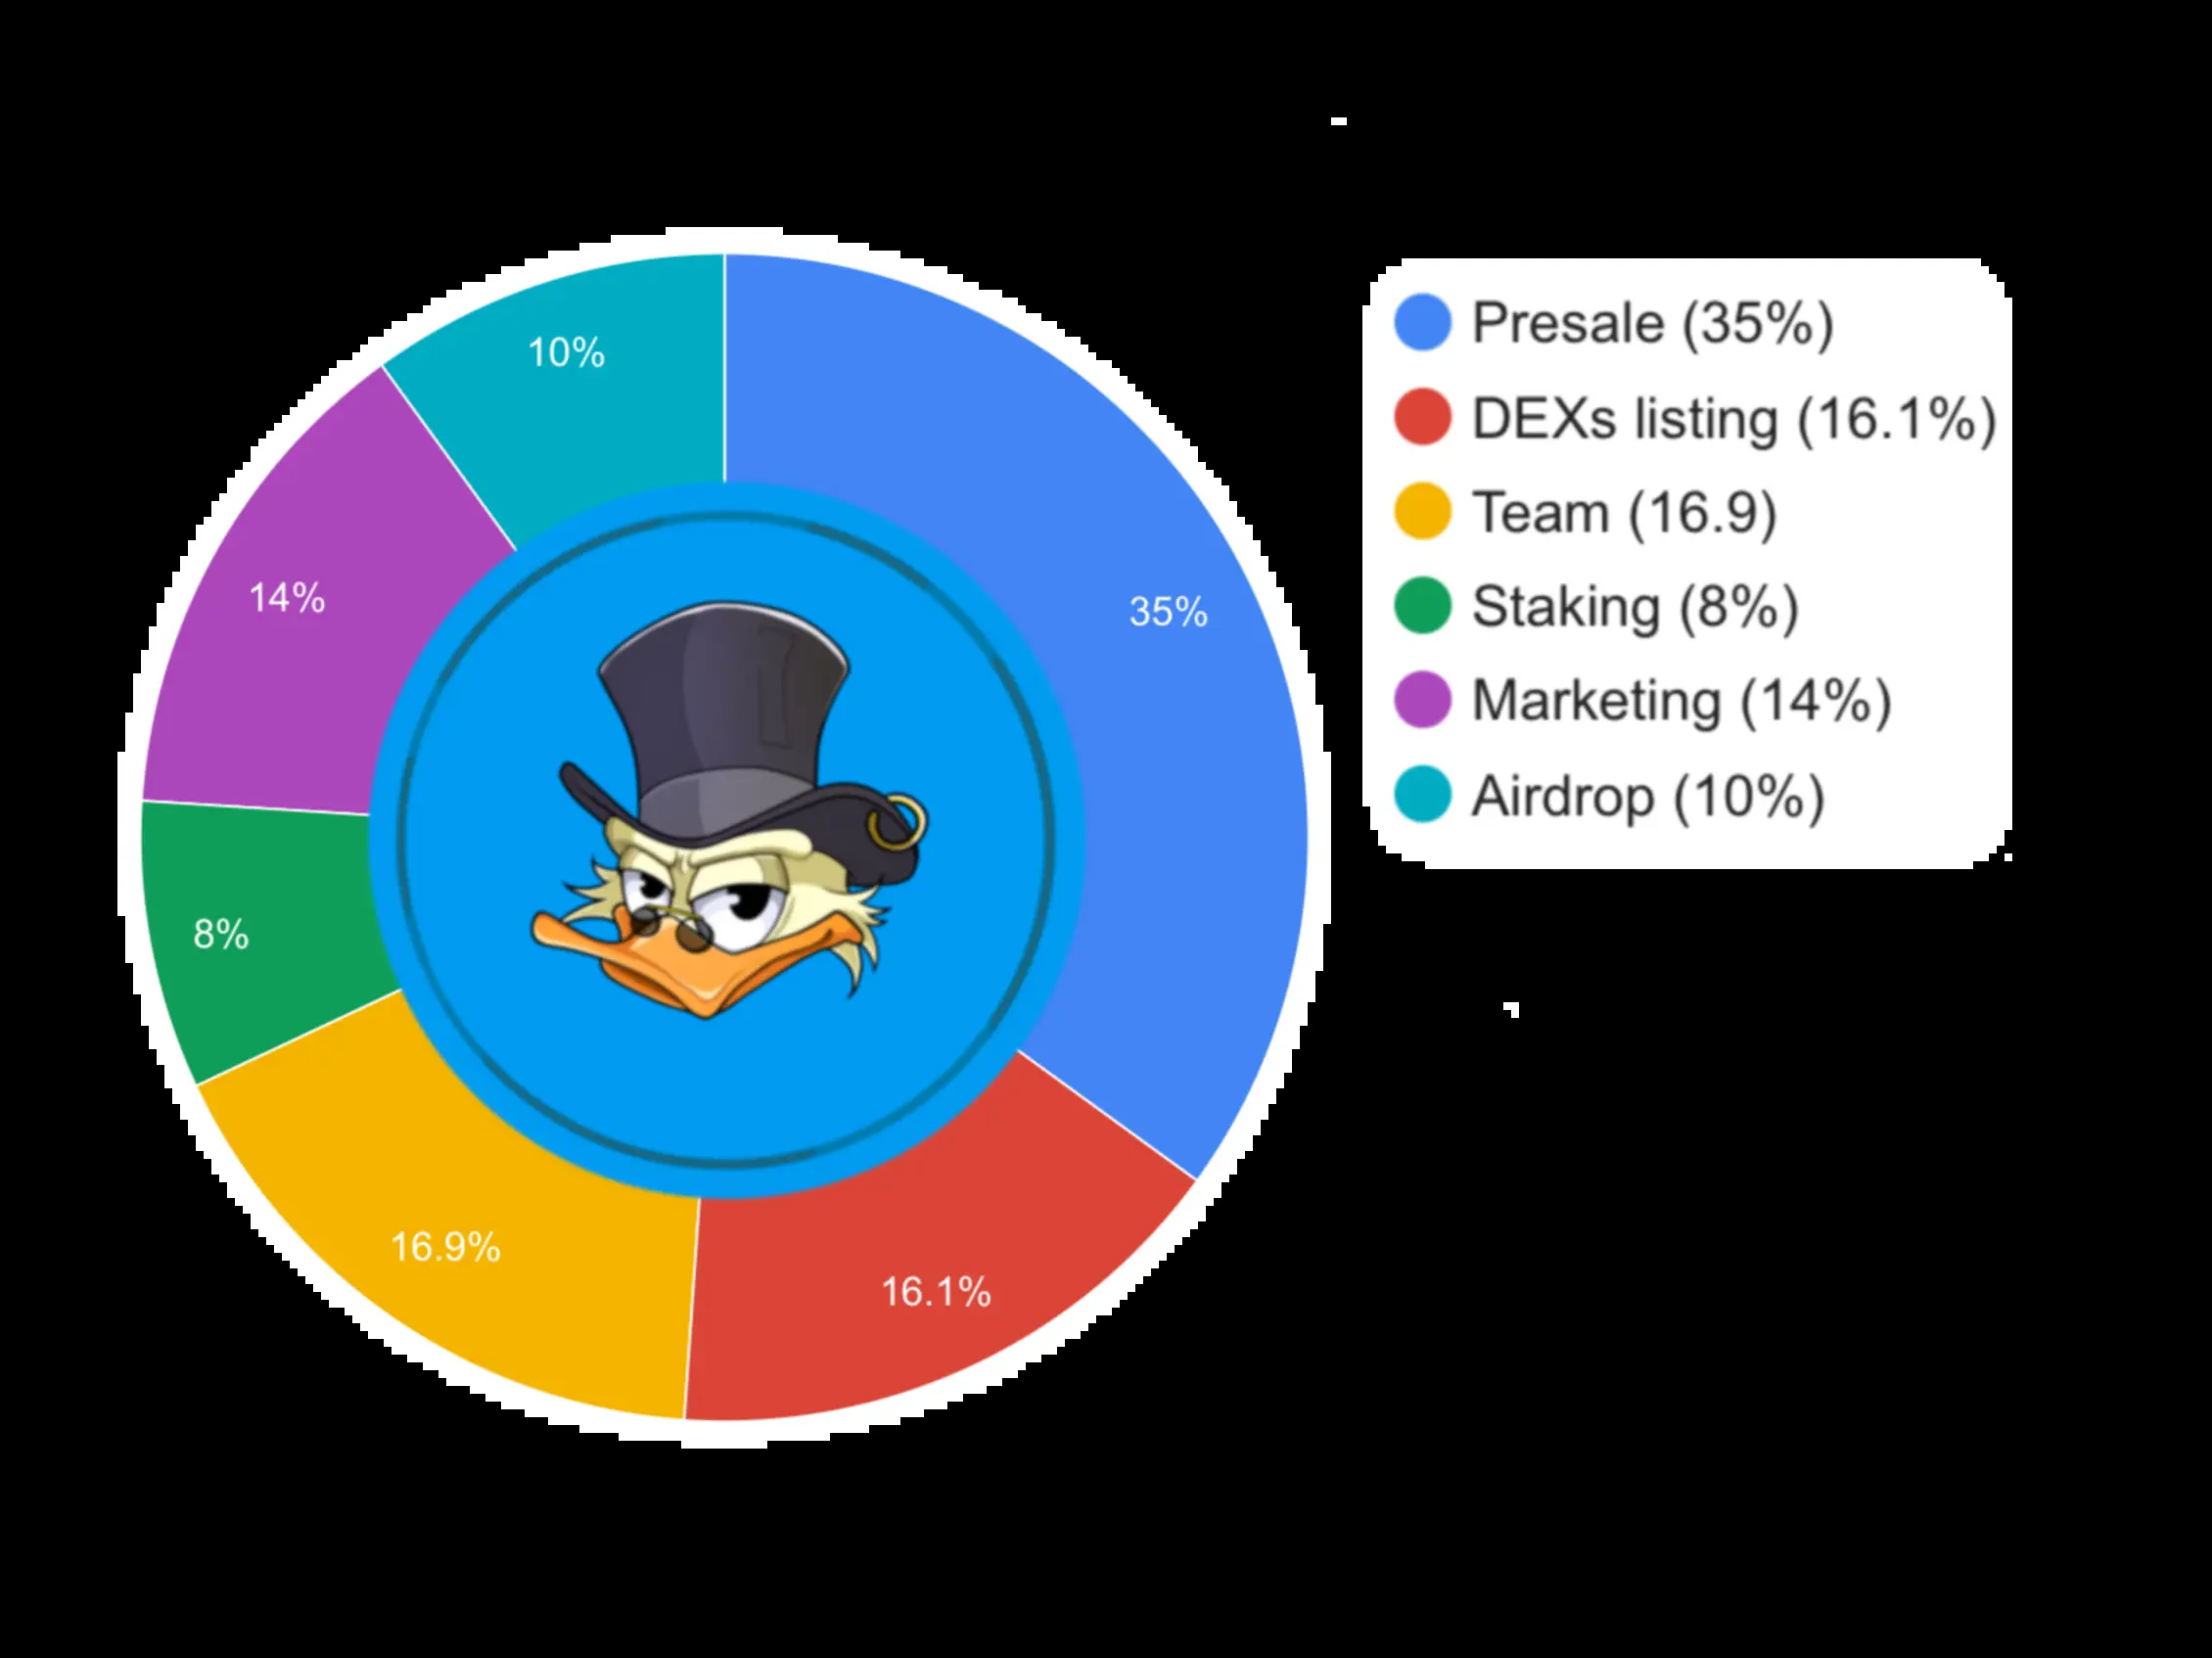 10%
35%
14%
8%
16.9%
16.1%
Presale (35%)
DEXs listing (16.1%)
Team (16.9)
Staking (8%)
Marketing (14%)
Airdrop (10%)